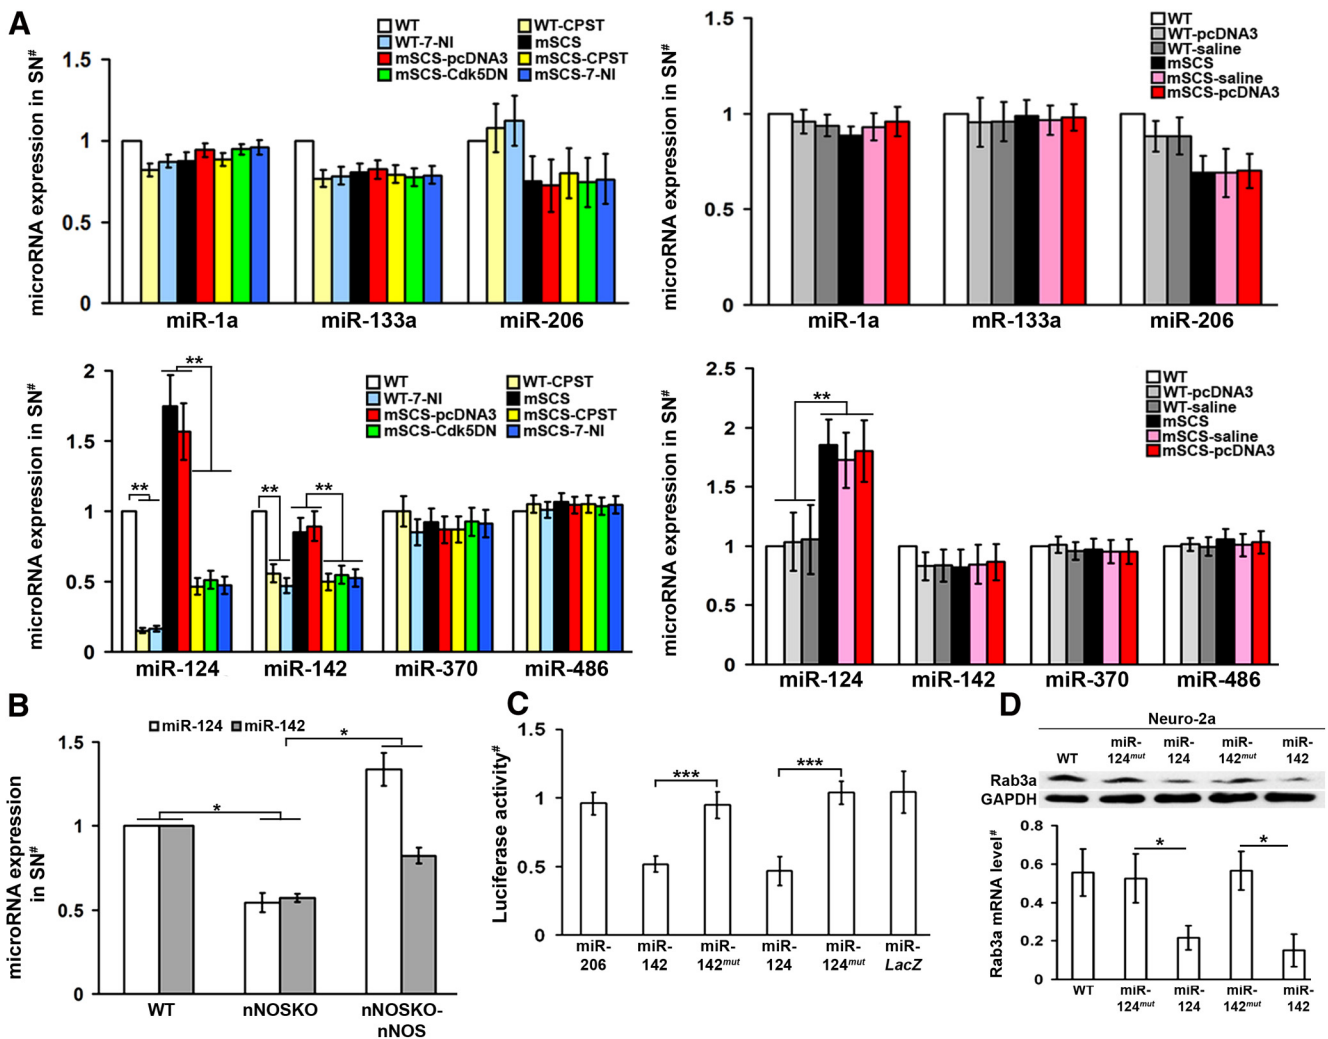 A
microRNA expression in SN#
1.5
1
0.5
0
WT
WT-7-NI
mSCS-pcDNA3
mSCS-Cdk5DN
WT-CPST
mSCS
mSCS-CPST
mSCS-7-NI
miR-1a
miR-133a
miR-206
microRNA expression in SN#
1.5
1
0.5
0
WT
WT-pcDNA3
WT-saline
mSCS
mSCS-saline
mSCS-pcDNA3
miR-1a
mR-133a
miR-206
microRNA expression in SN#
2
1.5
1
0.5
0
WT
WT-7-NI
mSCS-pcDNA3
mSCS-Cdk5DN
WT-CPST
mSCS
mSCS-CPST
mSCS-7-NI
**
**
**
**
miR-124
miR-142
miR-370
miR-486
microRNA expression in SN#
2.5
2
1.5
1
0.5
0
WT
WT-pcDNA3
WT-saline
mSCS
mSCS-saline
mSCS-pcDNA3
**
miR-124
miR-142
miR-370
miR-486
B
microRNA expression
in SN#
miR-124
miR-142
1.5
1
0.5
0
*
*
WT
nNOSKO
nNOSKO-
nNOS
C
Luciferase activity#
1.5
1
0.5
0
***
***
miR-
206
miR-
142
miR-
142mut
miR-
124
miR-
124mut
miR-
LacZ
D
Neuro-2a
WT
miR-
124mut
miR-
124
miR-
142mut
miR-
142
Rab3a
GAPDH
Rab3a mRNA level#
0.8
0.6
0.4
0.2
0
*
*
WT
miR-
124mut
miR-
124
miR-
142mut
miR-
142